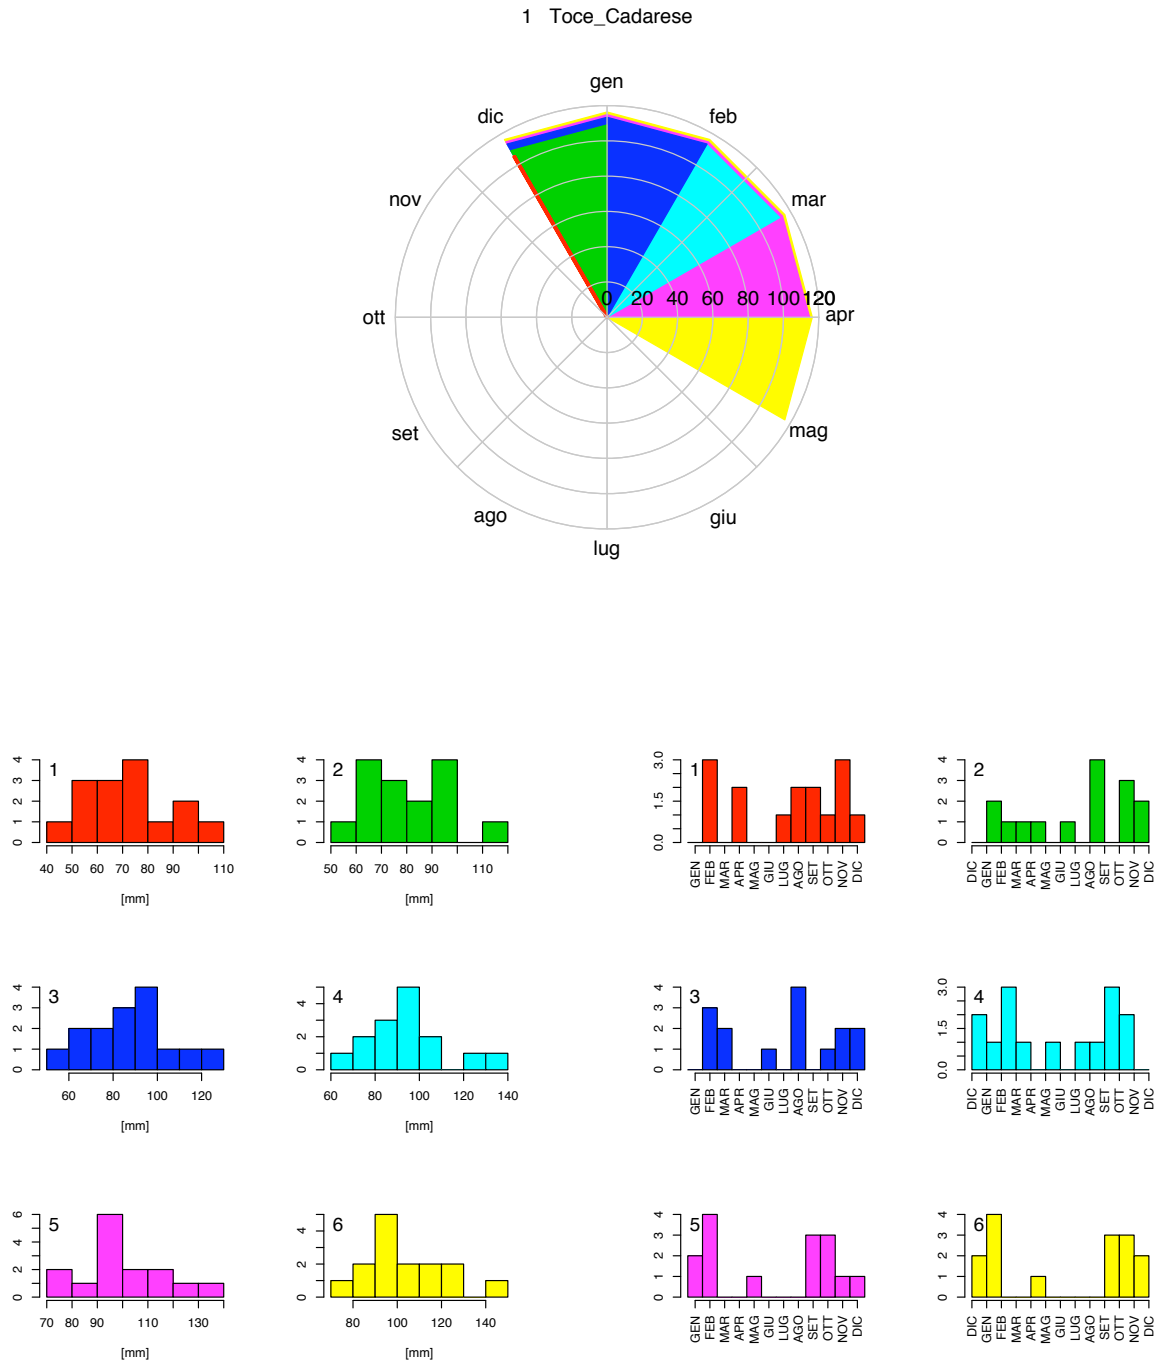 1 Toce_Cadarese
gen
dic feb
nov mar
0 20 40 60 80 100 120
ott apr
set mag
ago giu
lug
1
0 1 2 3 4
40 50 60 70 80 90 110
[mm]
2
0 1 2 3 4
50 60 70 80 90 110
[mm]
1
0.0 1.5 3.0
GEN FEB MAR APR MAG GIU LUG AGO SET OTT NOV DIC
2
0 1 2 3 4
DIC GEN FEB MAR APR MAG GIU LUG AGO SET OTT NOV DIC
3
0 1 2 3 4
60 80 100 120
[mm]
4
0 2 4
60 80 100 120 140
[mm]
3
0 1 2 3 4
GEN FEB MAR APR MAG GIU LUG AGO SET OTT NOV DIC
4
0.0 1.5 3.0
DIC GEN FEB MAR APR MAG GIU LUG AGO SET OTT NOV DIC
5
0 2 4 6
70 80 90 110 130
[mm]
6
0 2 4
80 100 120 140
[mm]
5
0 1 2 3 4
GEN FEB MAR APR MAG GIU LUG AGO SET OTT NOV DIC
6
0 1 2 3 4
DIC GEN FEB MAR APR MAG GIU LUG AGO SET OTT NOV DIC